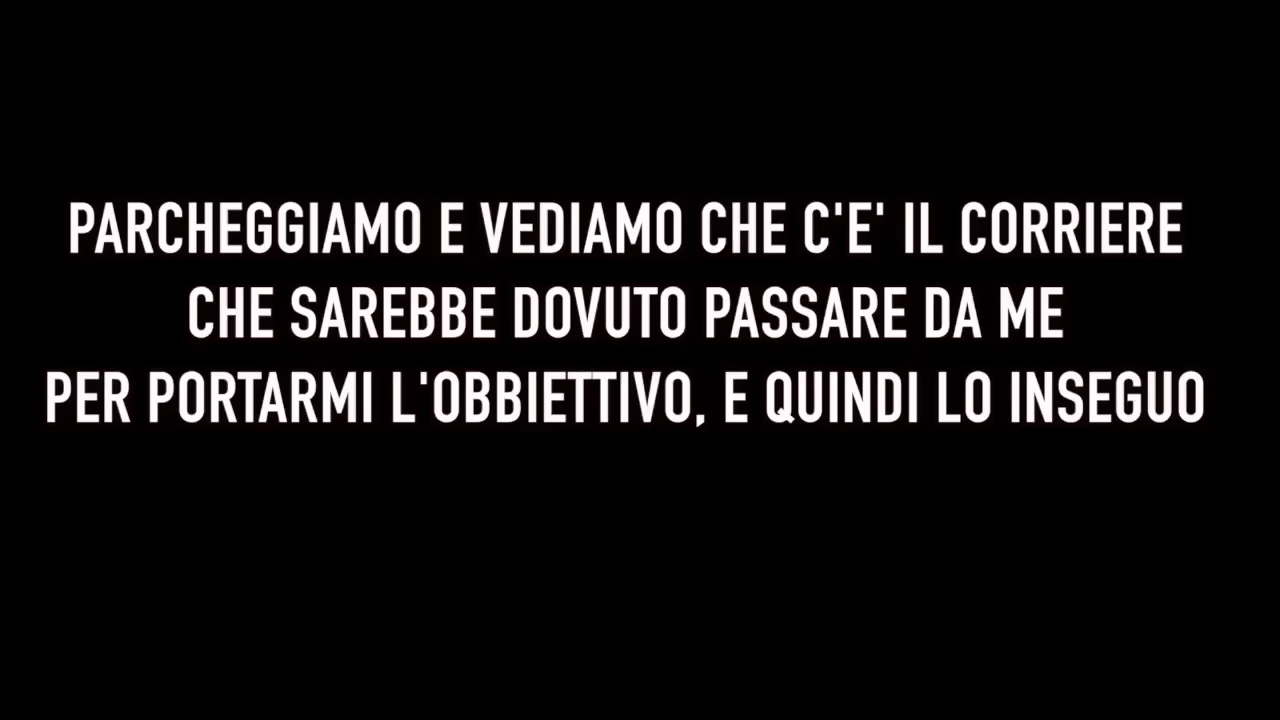 PARCHEGGIAMO E VEDIAMO CHE C'E' IL CORRIERE
CHE SAREBBE DOVUTO PASSARE DA ME
PER PORTARMI L'OBBIETTIVO, E QUINDI LO INSEGUO